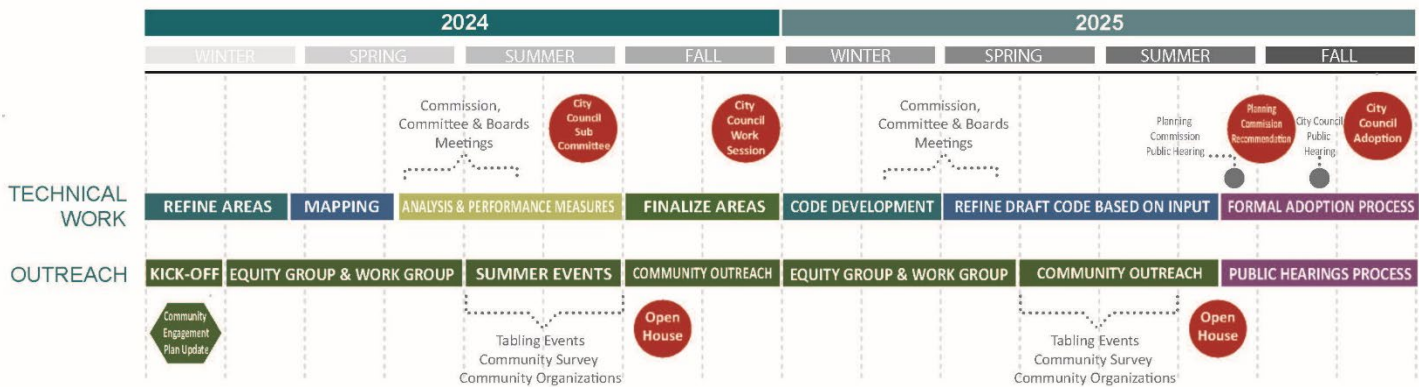 2024
2025
WINTER
SPRING
SUMMER
FALL
WINTER
SPRING
SUMMER
FALL
Commission,
Committee & Boards
Meetings
City
Council
Sub
Committee
City
Council
Work
Session
Commission,
Committee & Boards
Meetings
Planning
Commission
Public Hearing
Planning
Commission
Recommendation
City Council
Public
Hearing
City
Council
Adoption
TECHNICAL
WORK
REFINE AREAS
MAPPING
ANALYSIS & PERFORMANCE MEASURES
FINALIZE AREAS
CODE DEVELOPMENT
REFINE DRAFT CODE BASED ON INPUT
FORMAL ADOPTION PROCESS
OUTREACH
KICK-OFF
EQUITY GROUP & WORK GROUP
SUMMER EVENTS
COMMUNITY OUTREACH
EQUITY GROUP & WORK GROUP
COMMUNITY OUTREACH
PUBLIC HEARINGS PROCESS
Community
Engagement
Plan Update
Tabling Events
Community Survey
Community Organizations
Open
House
Tabling Events
Community Survey
Community Organizations
Open
House